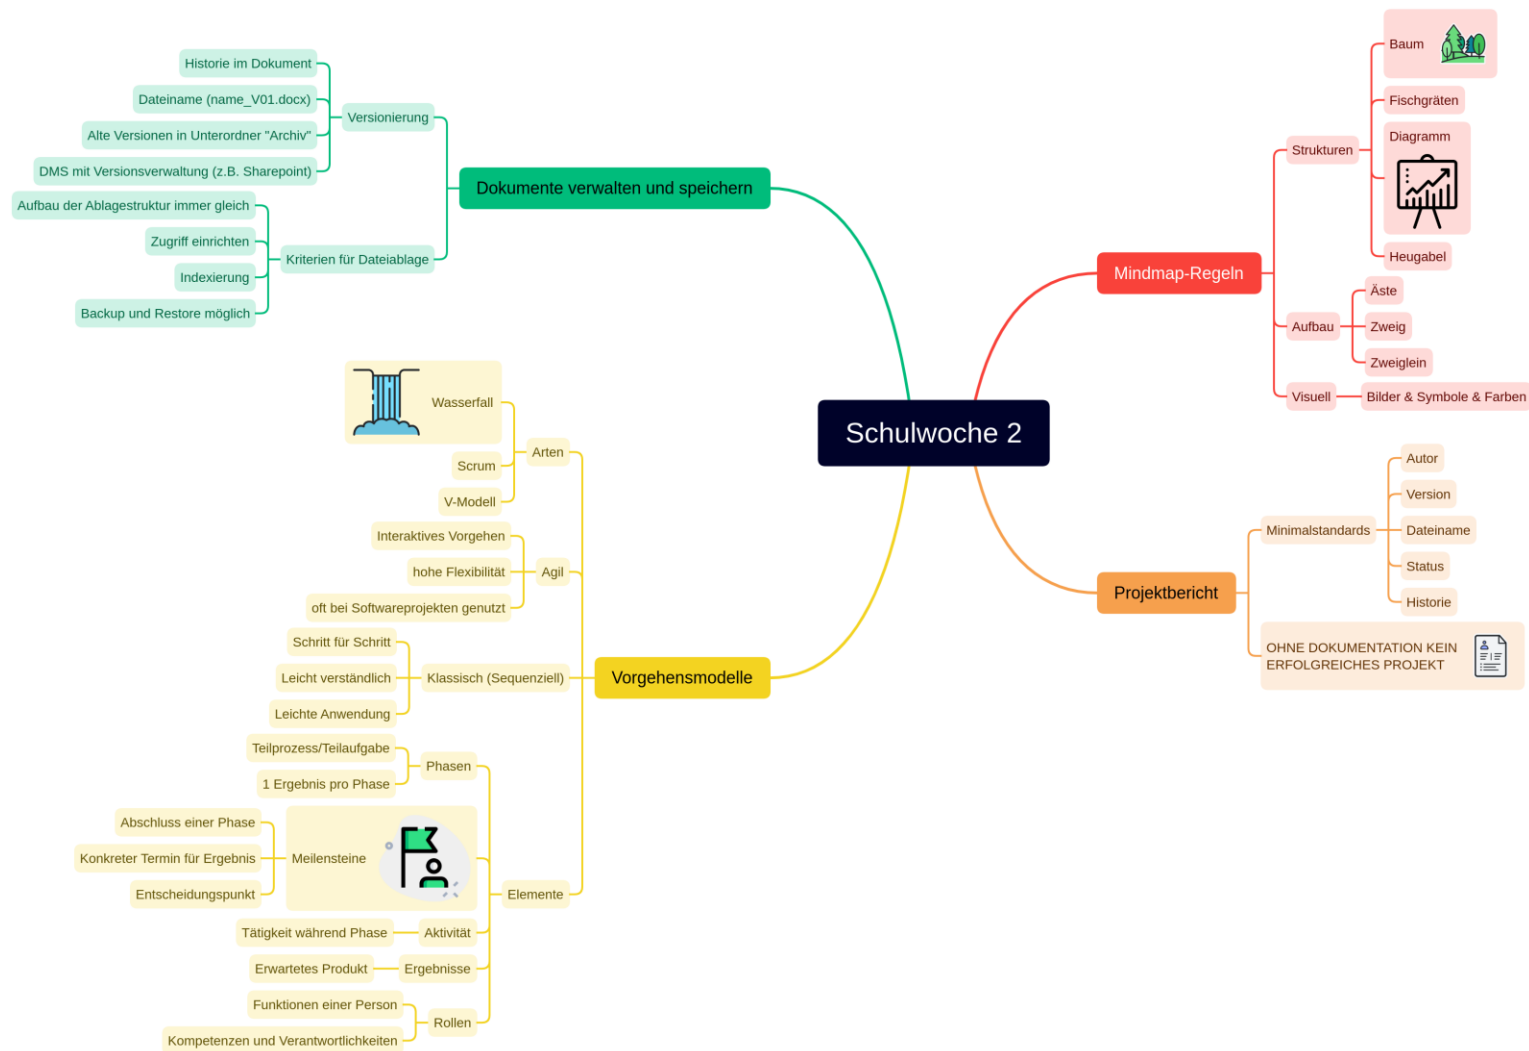 Schulwoche 2
Dokumente verwalten und speichern
Versionierung
Historie im Dokument
Dateiname (name_V01.docx)
Alte Versionen in Unterordner "Archiv"
DMS mit Versionsverwaltung (z.B. Sharepoint)
Kriterien für Dateiablage
Aufbau der Ablagestruktur immer gleich
Zugriff einrichten
Indexierung
Backup und Restore möglich
Vorgehensmodelle
Arten
Wasserfall
Scrum
V-Modell
Agil
Interaktives Vorgehen
hohe Flexibilität
oft bei Softwareprojekten genutzt
Klassisch (Sequenziell)
Schritt für Schritt
Leicht verständlich
Leichte Anwendung
Elemente
Phasen
Teilprozess/Teilaufgabe
1 Ergebnis pro Phase
Meilensteine
Abschluss einer Phase
Konkreter Termin für Ergebnis
Entscheidungspunkt
Aktivität
Tätigkeit während Phase
Ergebnisse
Erwartetes Produkt
Rollen
Funktionen einer Person
Kompetenzen und Verantwortlichkeiten
Mindmap-Regeln
Strukturen
Baum
Fischgräten
Diagramm
Heugabel
Aufbau
Äste
Zweig
Zweiglein
Visuell
Bilder & Symbole & Farben
Projektbericht
Minimalstandards
Autor
Version
Dateiname
Status
Historie
OHNE DOKUMENTATION KEIN
ERFOLGREICHES PROJEKT